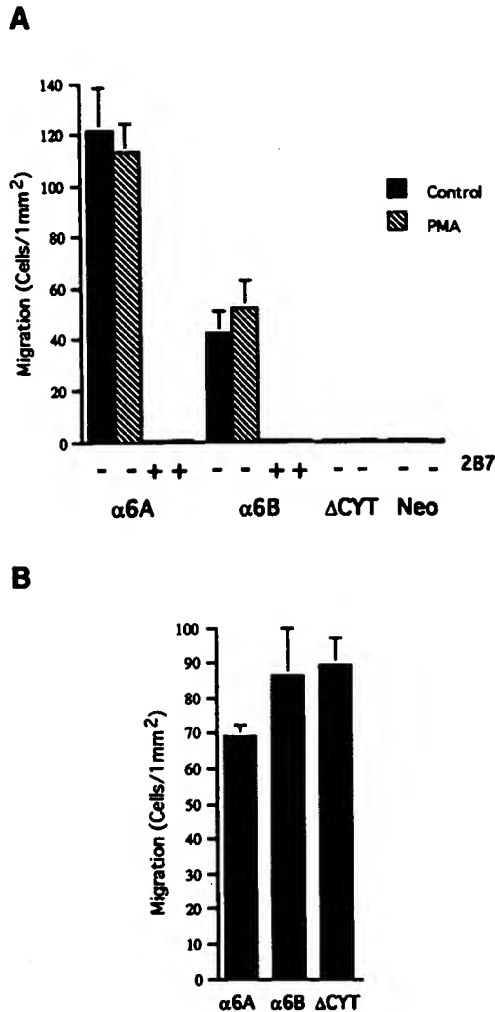 A
Migration (Cells/1mm2)
140
120
100
80
60
40
20
0
Control
PMA
- - + + - - + + - - - - 2B7
α6A α6B ΔCYT Neo
B
Migration (Cells/1mm2)
100
90
80
70
60
50
40
30
20
10
0
α6A α6B ΔCYT